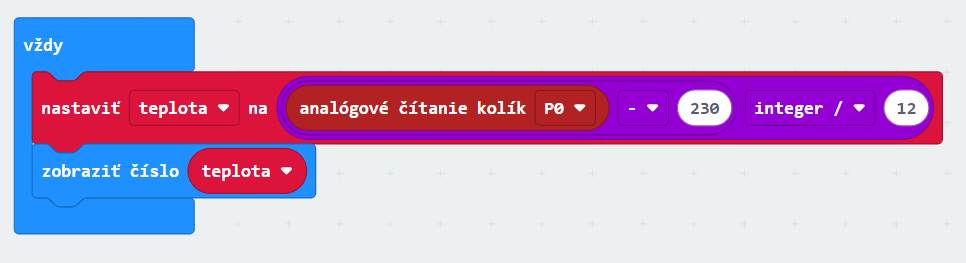 vždy
nastaviť teplota na analógové čítanie kolík P0 - 230 integer / 12
zobraziť číslo teplota